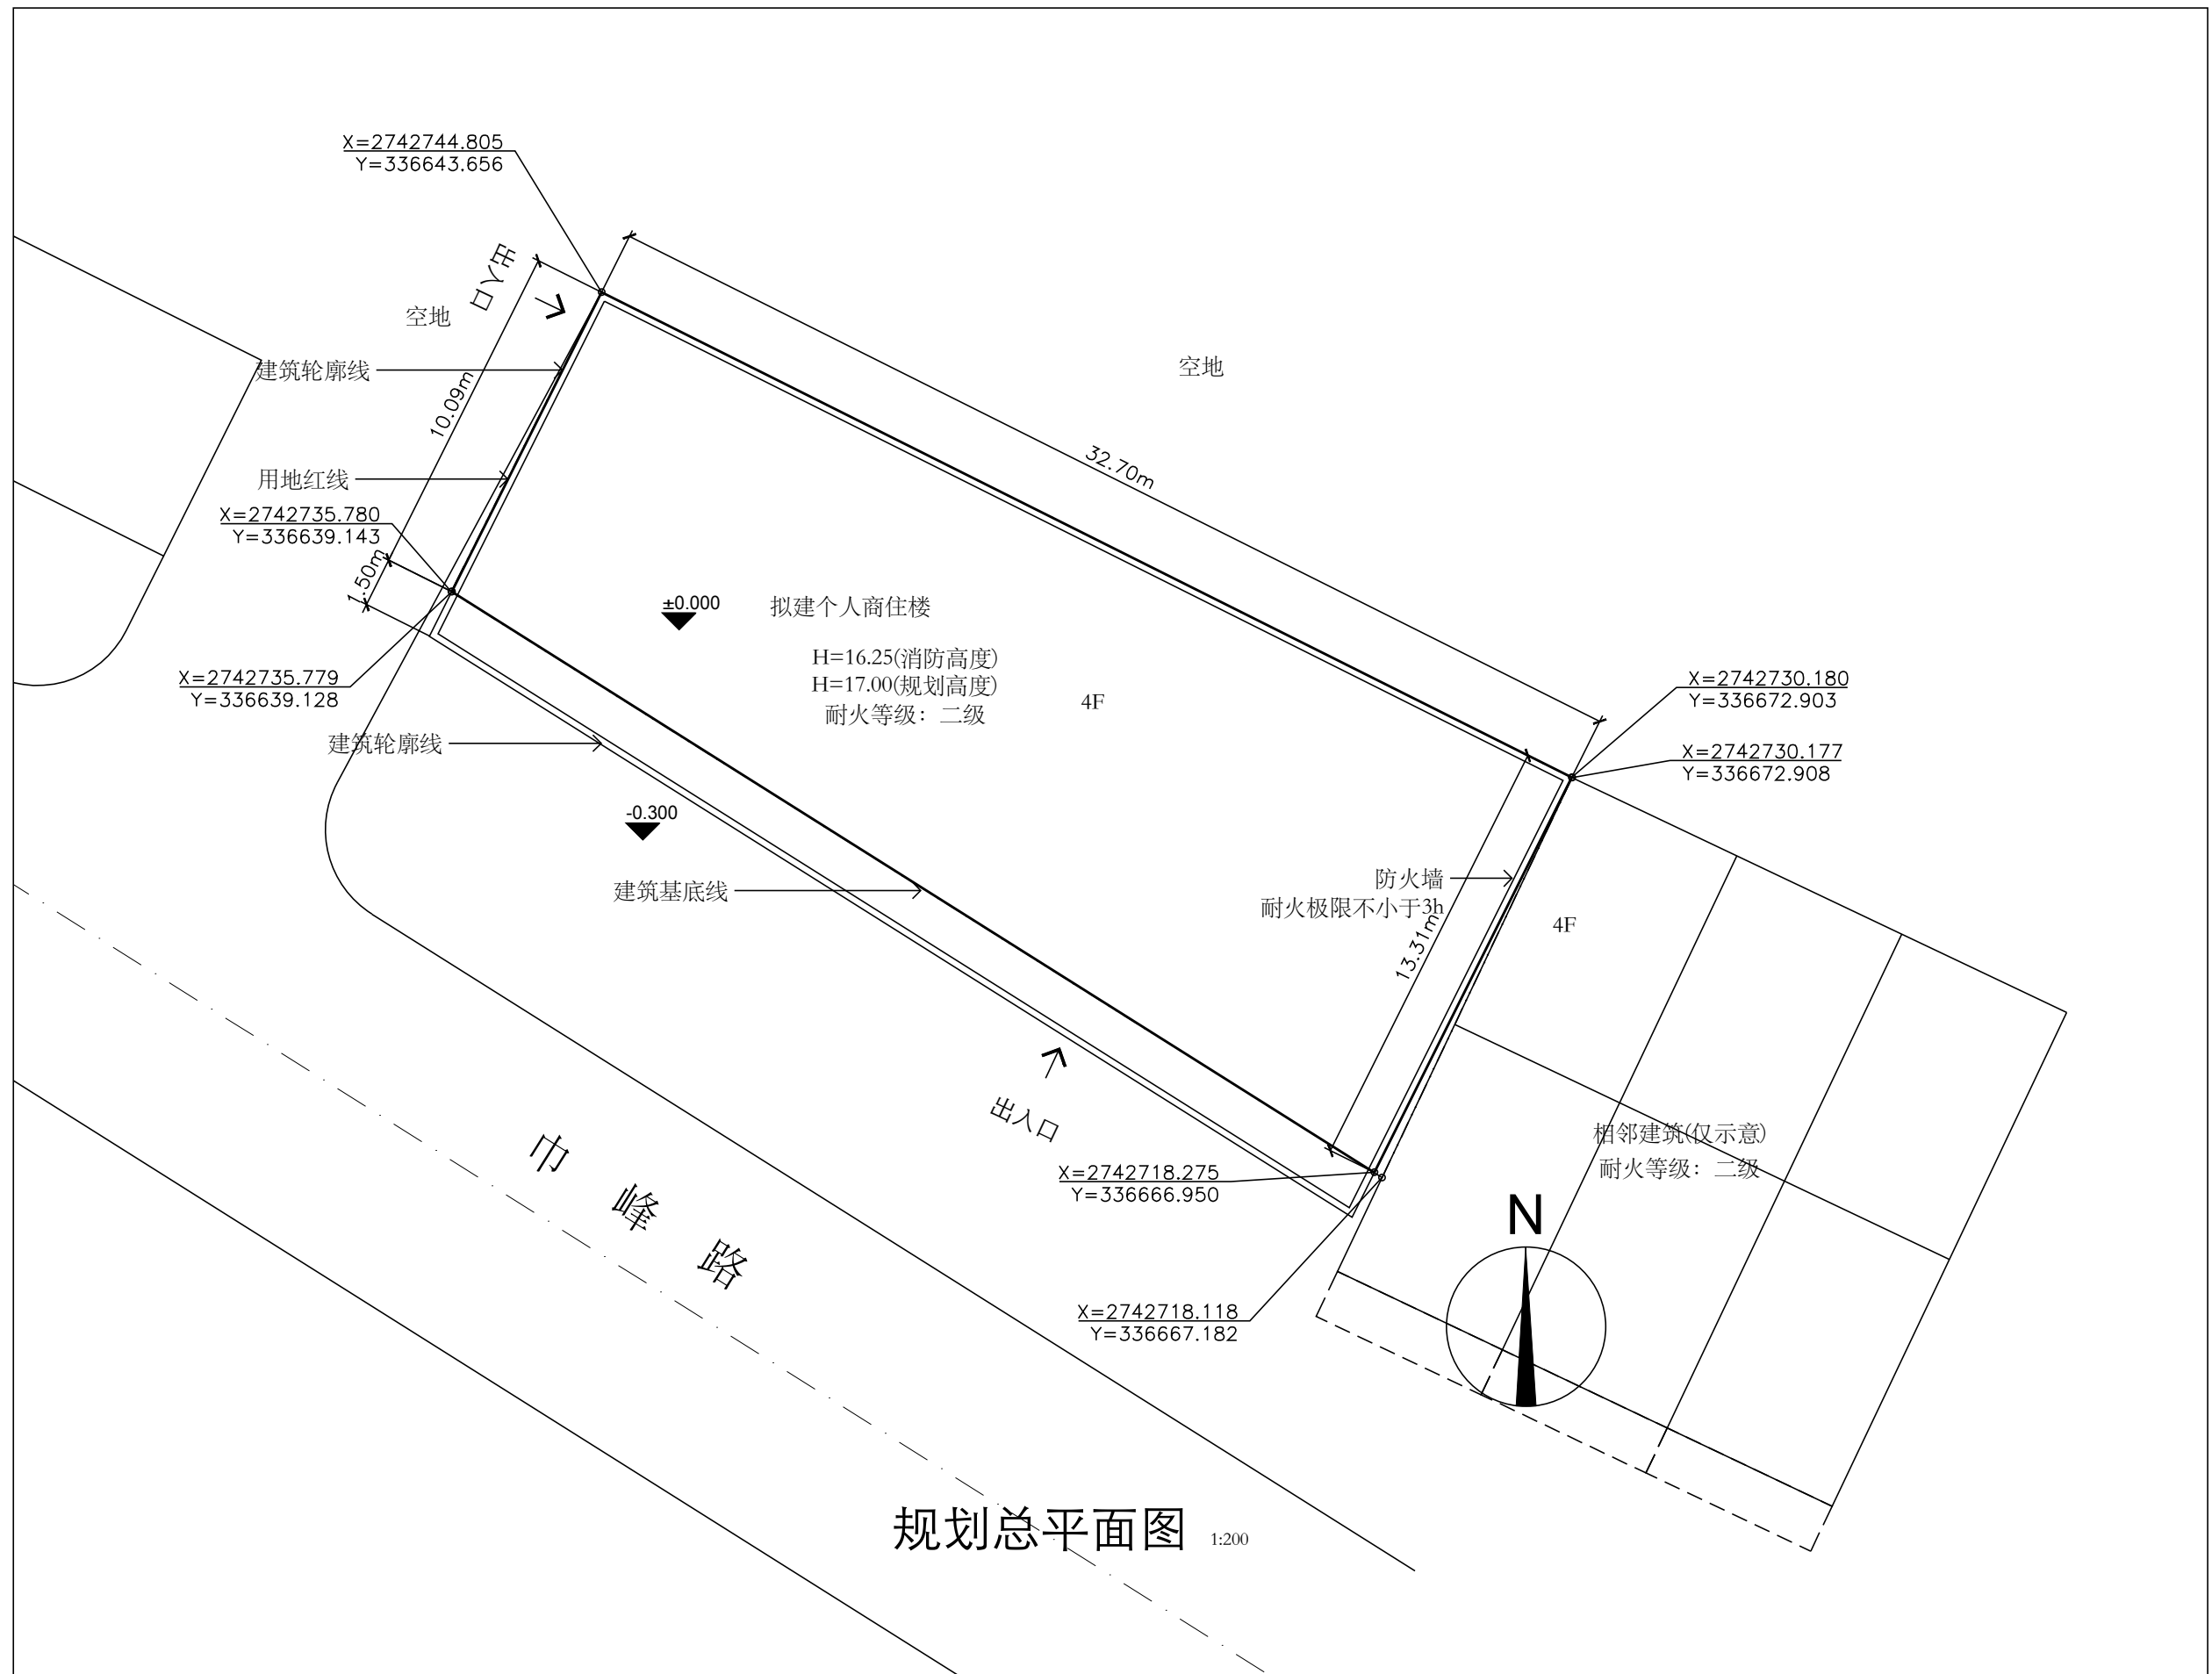 X=2742744.805
Y=336643.656
出入口
空地
空地
建筑轮廓线
10.09m
32.70m
用地红线
X=2742735.780
Y=336639.143
1.50m
±0.000
拟建个人商住楼
H=16.25(消防高度)
H=17.00(规划高度)
耐火等级：二级
4F
X=2742735.779
Y=336639.128
X=2742730.180
Y=336672.903
建筑轮廓线
X=2742730.177
Y=336672.908
-0.300
建筑基底线
防火墙
耐火极限不小于3h
13.31m
4F
出入口
相邻建筑(仅示意)
耐火等级：二级
巾峰路
X=2742718.275
Y=336666.950
N
X=2742718.118
Y=336667.182
规划总平面图 1:200